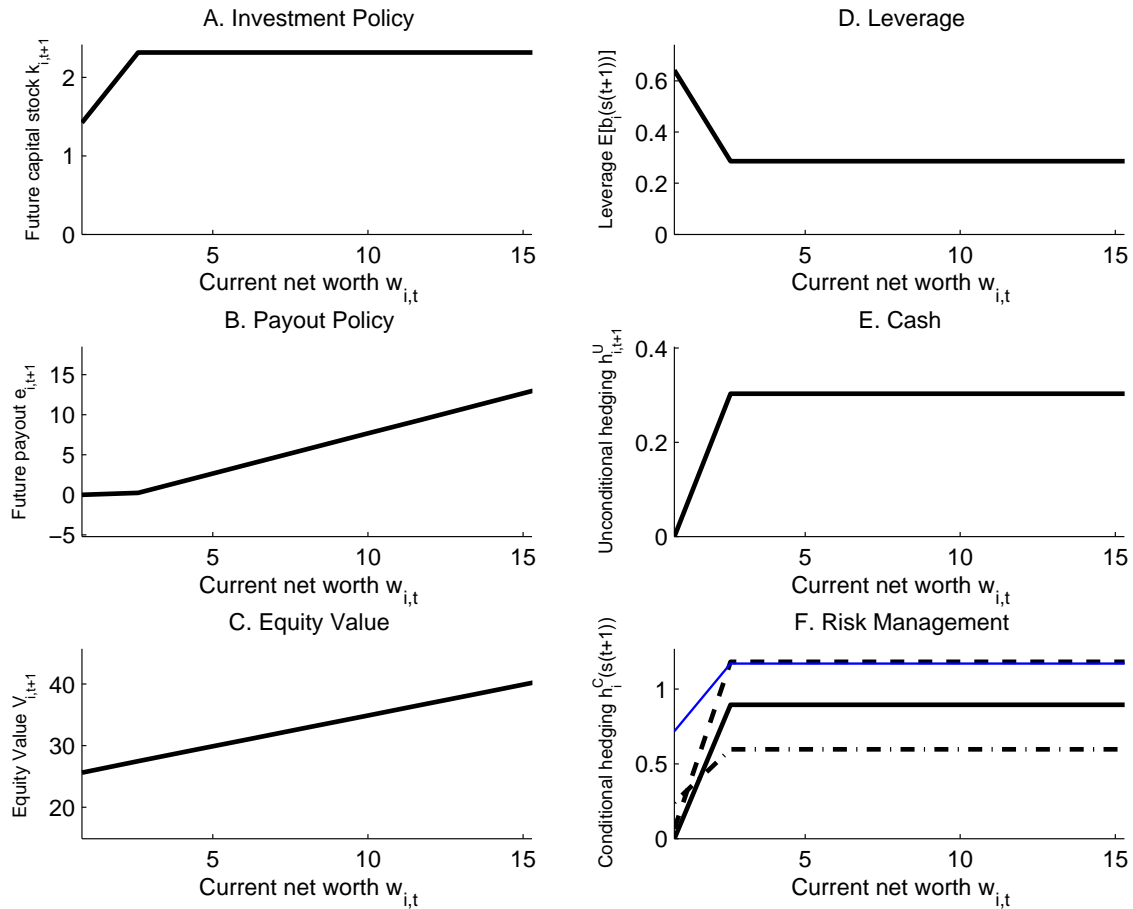 A. Investment Policy
Future capital stock k_{i,t+1}
2
1
0
5
10
15
Current net worth w_{i,t}
B. Payout Policy
Future payout e_{i,t+1}
15
10
5
0
−5
5
10
15
Current net worth w_{i,t}
C. Equity Value
Equity Value V_{i,t+1}
40
30
20
5
10
15
Current net worth w_{i,t}
D. Leverage
Leverage E[b_i(s(t+1))]
0.6
0.4
0.2
0
5
10
15
Current net worth w_{i,t}
E. Cash
Unconditional hedging h^U_{i,t+1}
0.4
0.2
0
5
10
15
Current net worth w_{i,t}
F. Risk Management
Conditional hedging h_i^C(s(t+1))
1
0.5
0
5
10
15
Current net worth w_{i,t}